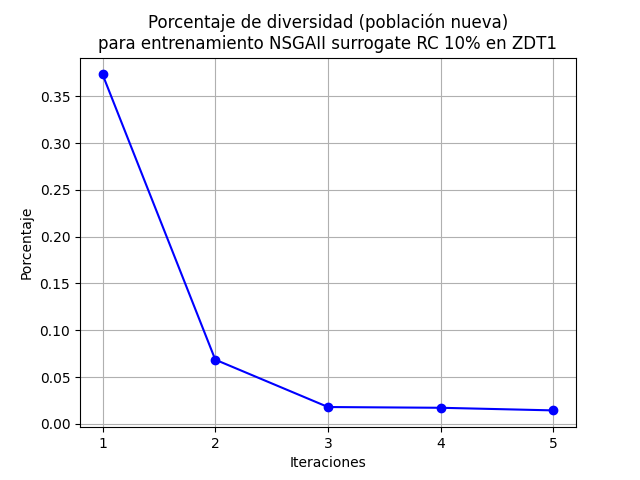 Porcentaje de diversidad (población nueva)
para entrenamiento NSGAII surrogate RC 10% en ZDT1
0.35
0.30
0.25
0.20
0.15
0.10
0.05
0.00
Porcentaje
1 2 3 4 5
Iteraciones